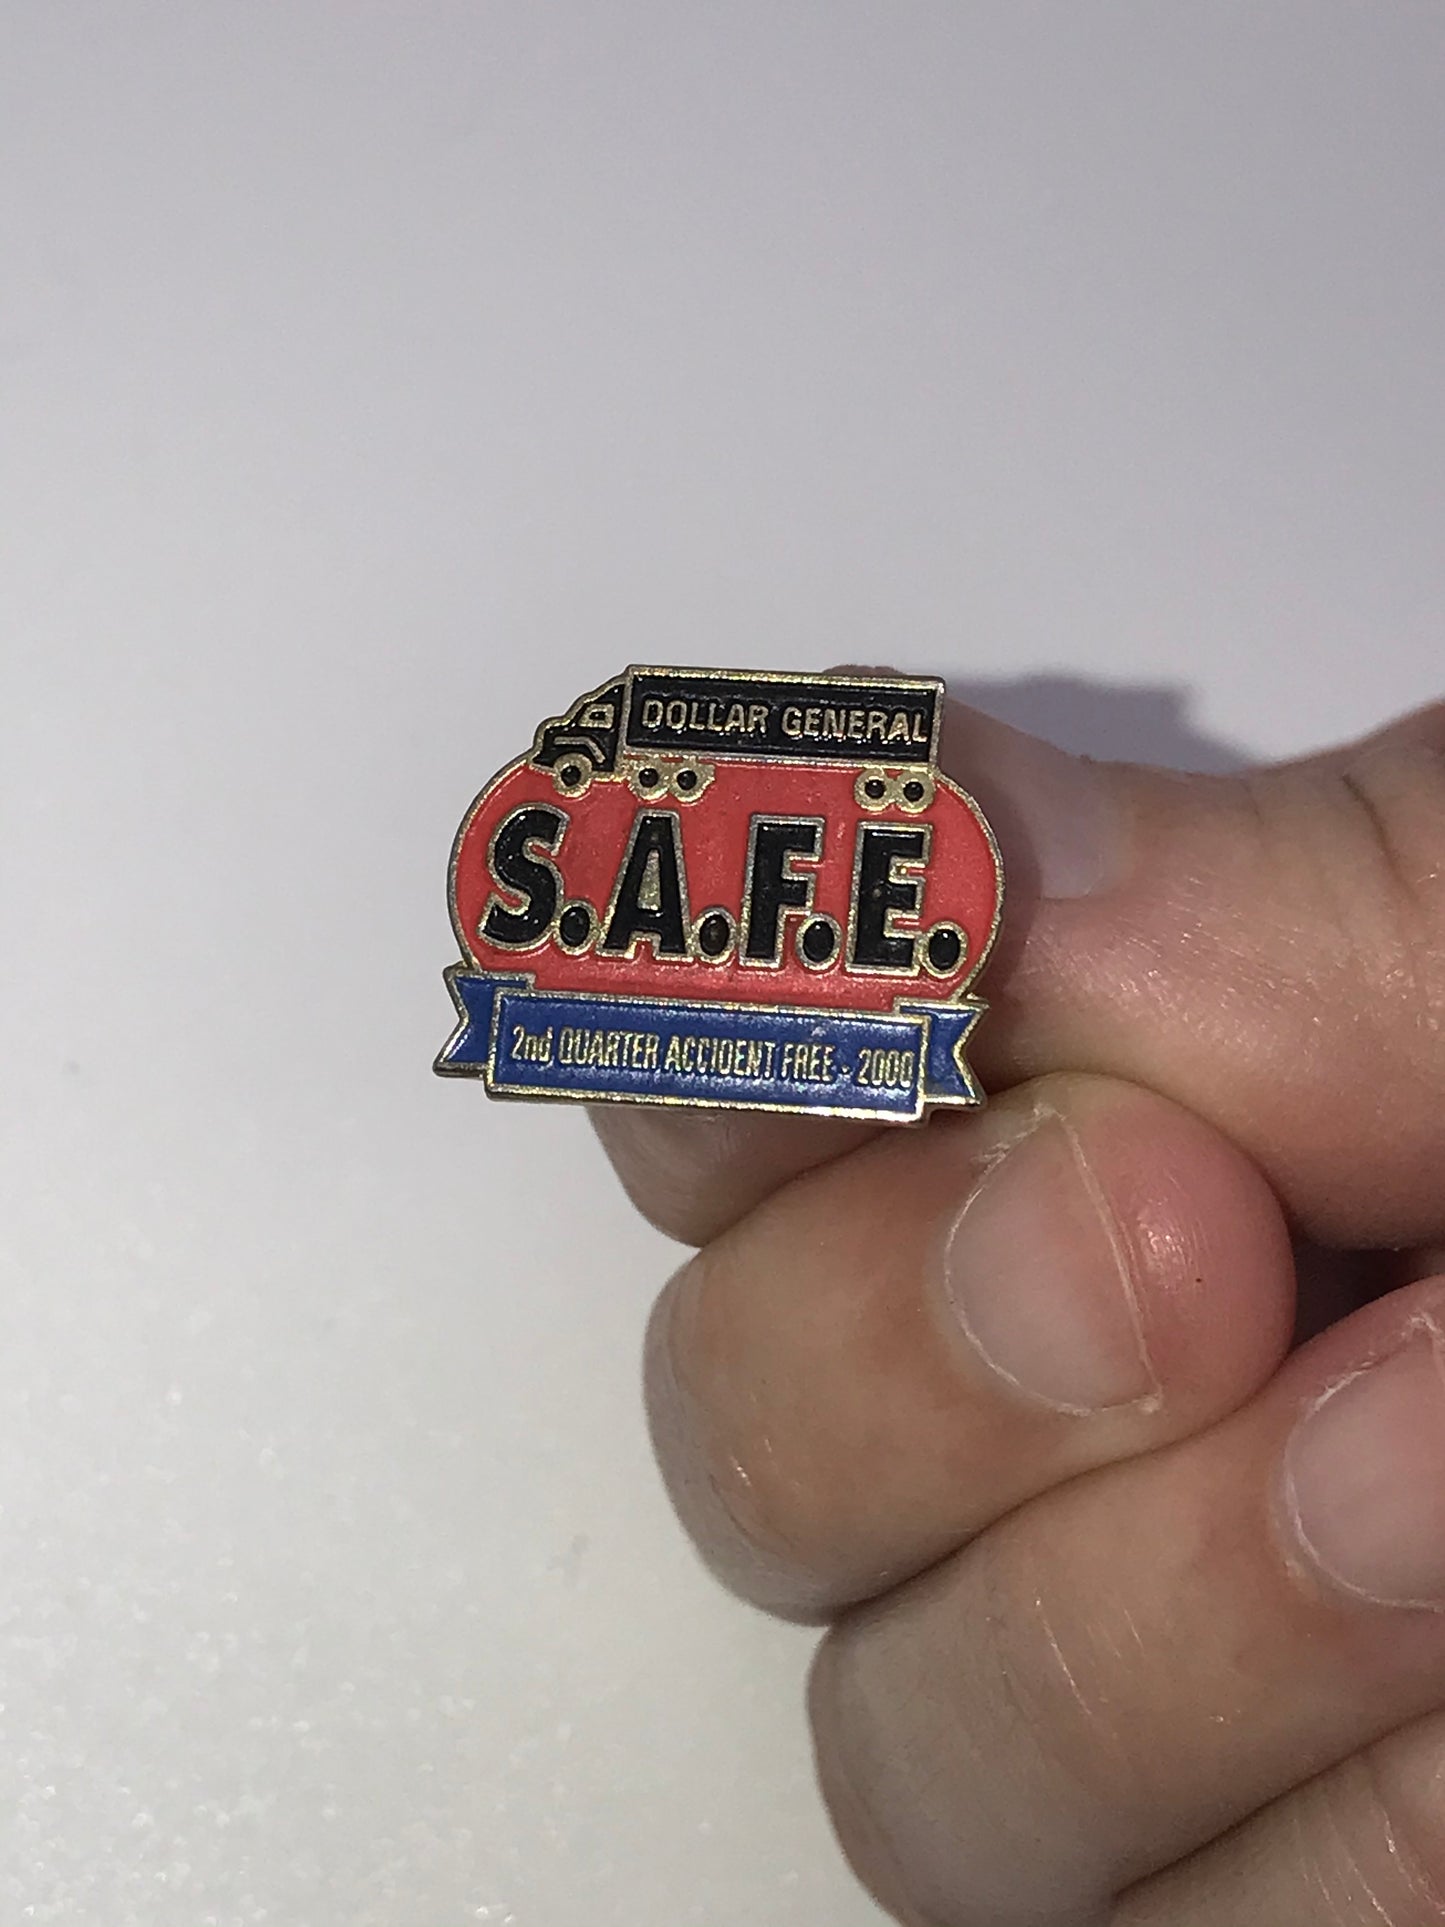 DOLLAR GENERAL
S.A.F.E.
2nd QUARTER ACCIDENT FREE - 2000